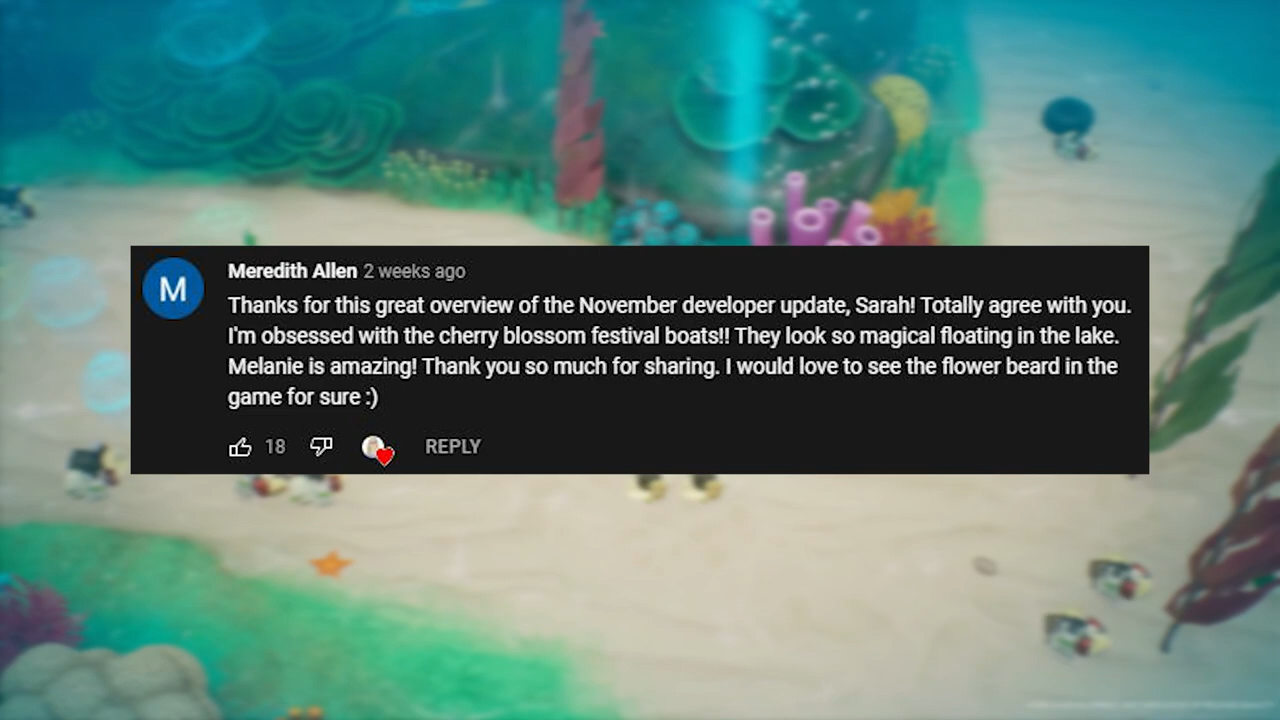 M
Meredith Allen 2 weeks ago
Thanks for this great overview of the November developer update, Sarah! Totally agree with you.
I'm obsessed with the cherry blossom festival boats!! They look so magical floating in the lake.
Melanie is amazing! Thank you so much for sharing. I would love to see the flower beard in the
game for sure :)
18 REPLY